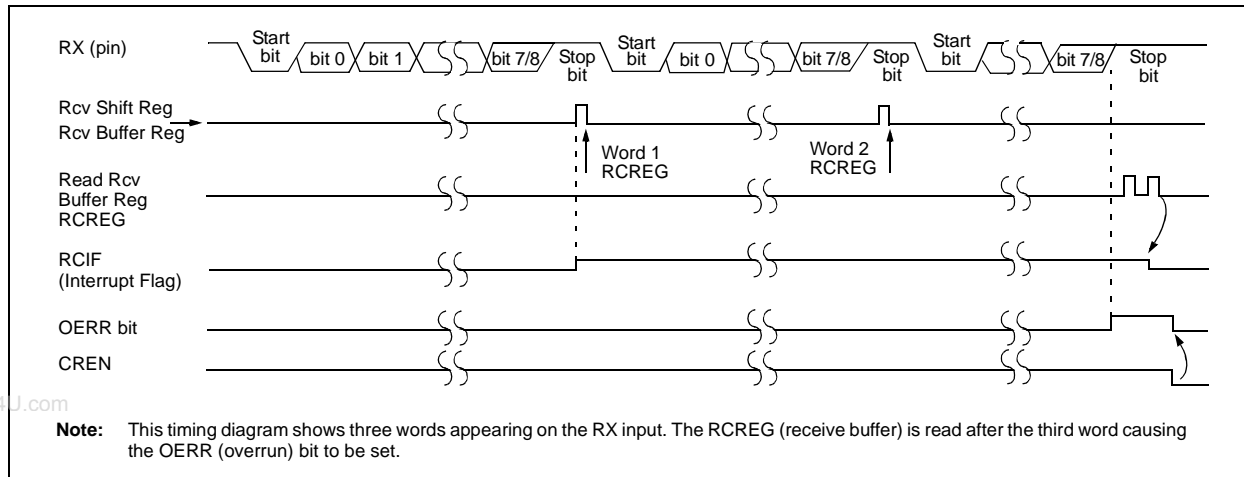 RX (pin)
Start
bit
bit 0
bit 1
bit 7/8
Stop
bit
Start
bit
bit 0
bit 7/8
Stop
bit
Start
bit
bit 7/8
Stop
bit
Rcv Shift Reg
Rcv Buffer Reg
Word 1
RCREG
Word 2
RCREG
Read Rcv
Buffer Reg
RCREG
RCIF
(Interrupt Flag)
OERR bit
CREN
4U.com
Note: This timing diagram shows three words appearing on the RX input. The RCREG (receive buffer) is read after the third word causing
the OERR (overrun) bit to be set.